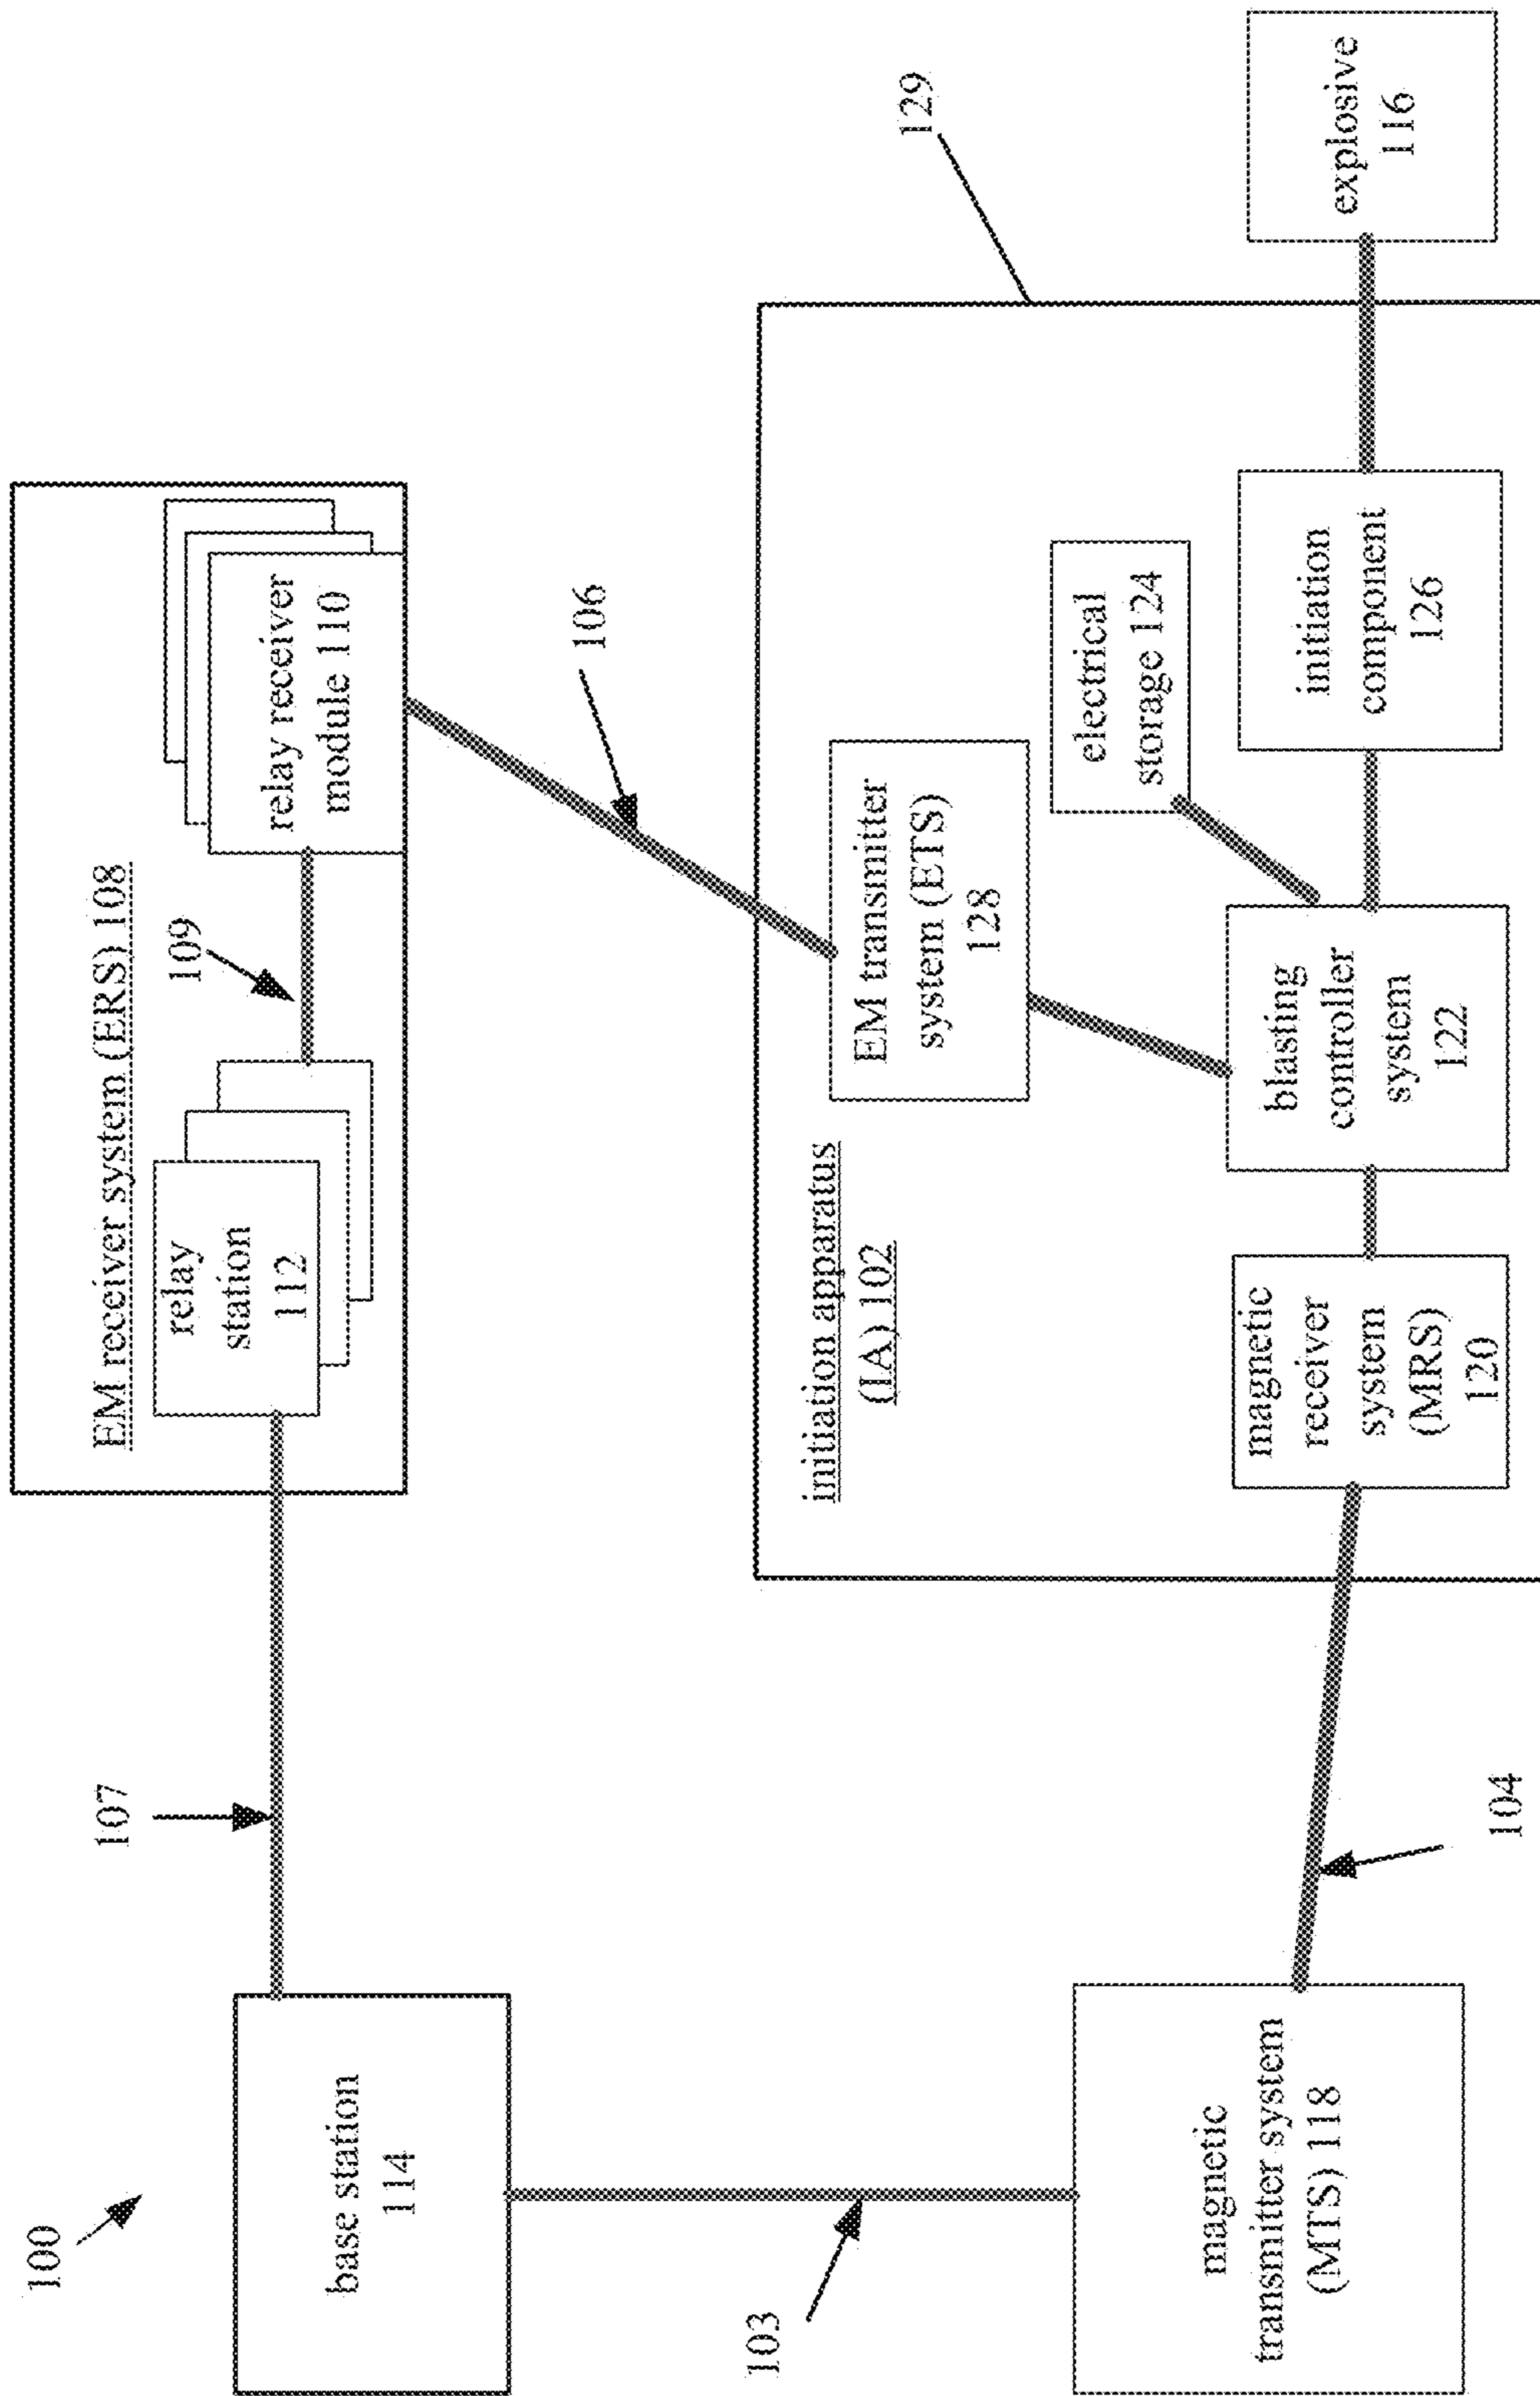 100
107
EM receiver system (ERS) 108
109
relay
station
112
relay receiver
module 110
base station
114
106
103
129
initiation apparatus
(IA) 102
EM transmitter
system (ETS)
128
electrical
storage 124
magnetic
transmitter system
(MTS) 118
104
magnetic
receiver
system
(MRS)
120
blasting
controller
system
122
initiation
component
126
explosive
116